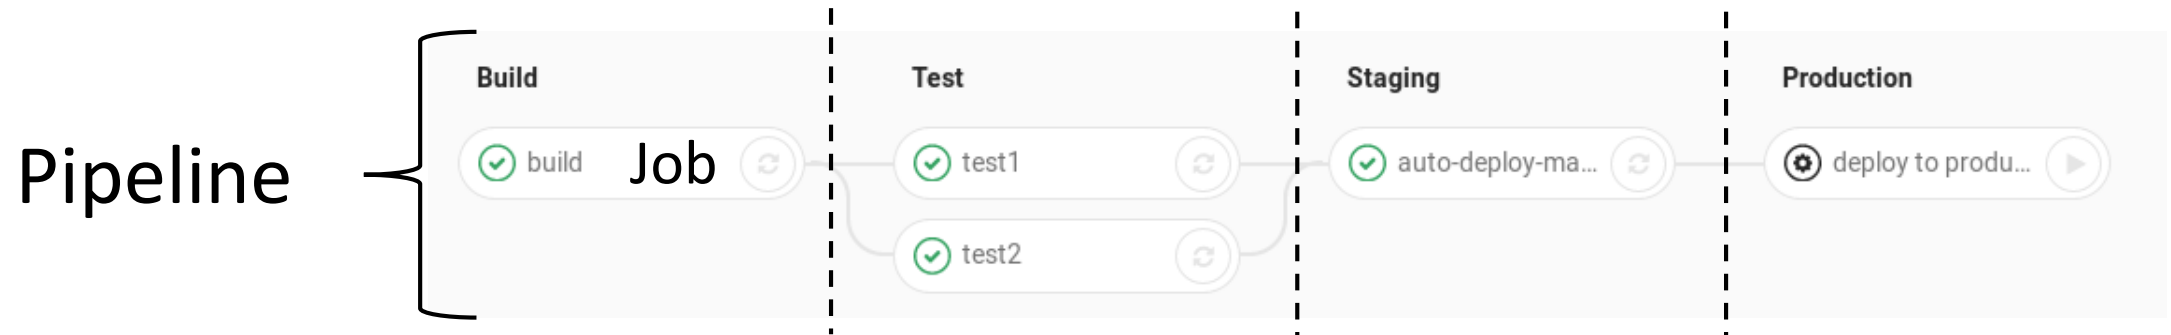 Pipeline
Build
build
Job
Test
test1
test2
Staging
auto-deploy-ma...
Production
deploy to produ...